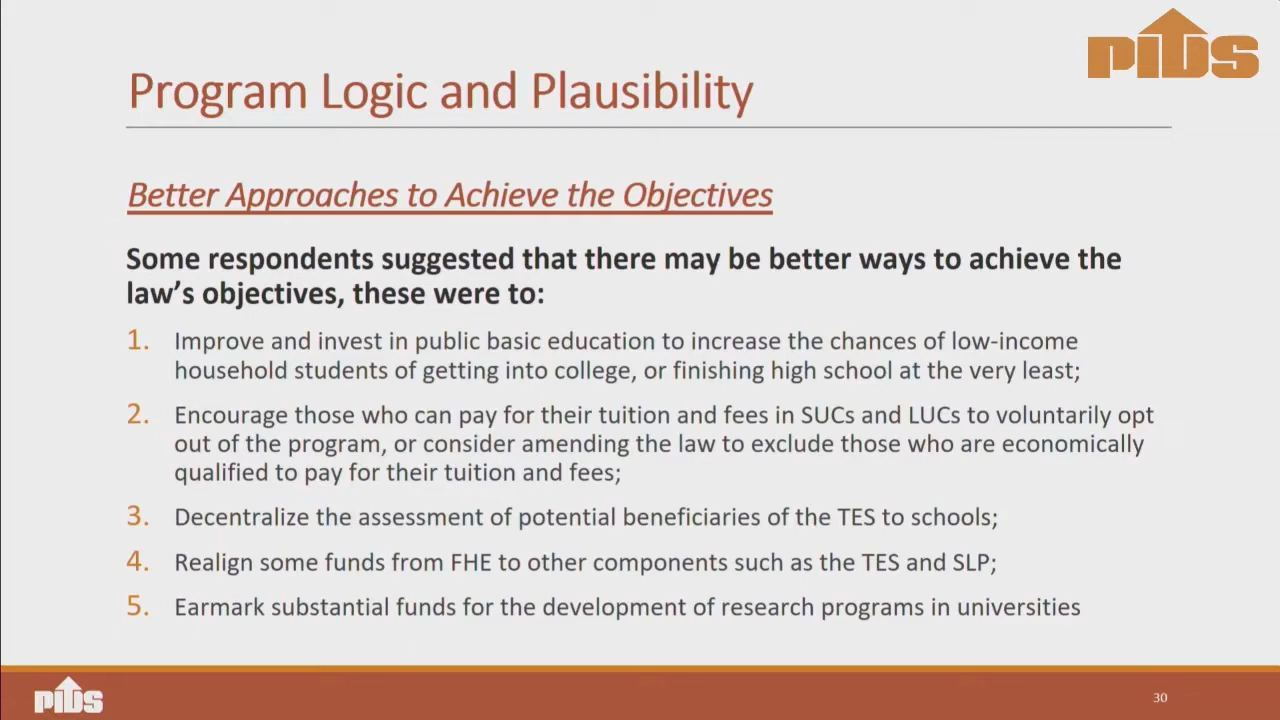 PIDS
Program Logic and Plausibility
Better Approaches to Achieve the Objectives
Some respondents suggested that there may be better ways to achieve the
law's objectives, these were to:
1. Improve and invest in public basic education to increase the chances of low-income
household students of getting into college, or finishing high school at the very least;
2. Encourage those who can pay for their tuition and fees in SUCs and LUCs to voluntarily opt
out of the program, or consider amending the law to exclude those who are economically
qualified to pay for their tuition and fees;
3. Decentralize the assessment of potential beneficiaries of the TES to schools;
4. Realign some funds from FHE to other components such as the TES and SLP;
5. Earmark substantial funds for the development of research programs in universities
PIDS
30